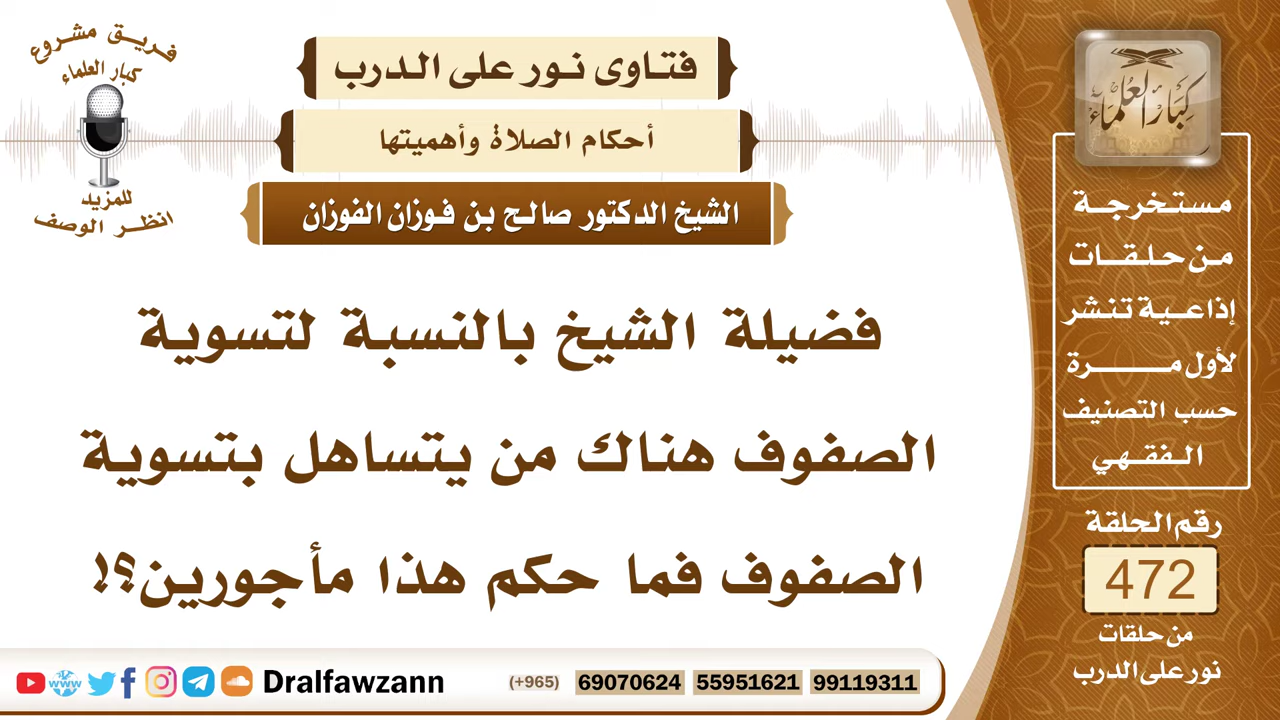 فريق مشروع
كبار العلماء
للمزيد
انظر الوصف
فتاوى نور على الدرب
أحكام الصلاة وأهميتها
الشيخ الدكتور صالح بن فوزان الفوزان
فضيلة الشيخ بالنسبة لتسوية
الصفوف هناك من يتساهل بتسوية
الصفوف فما حكم هذا مأجورين؟!
كبار العلماء
مستخرجة
من حلقات
إذاعية تنشر
لأول مرة
حسب التصنيف
الفقهي
رقم الحلقة
472
من حلقات
نور على الدرب
www Dralfawzann (+965) 69070624 55951621 99119311